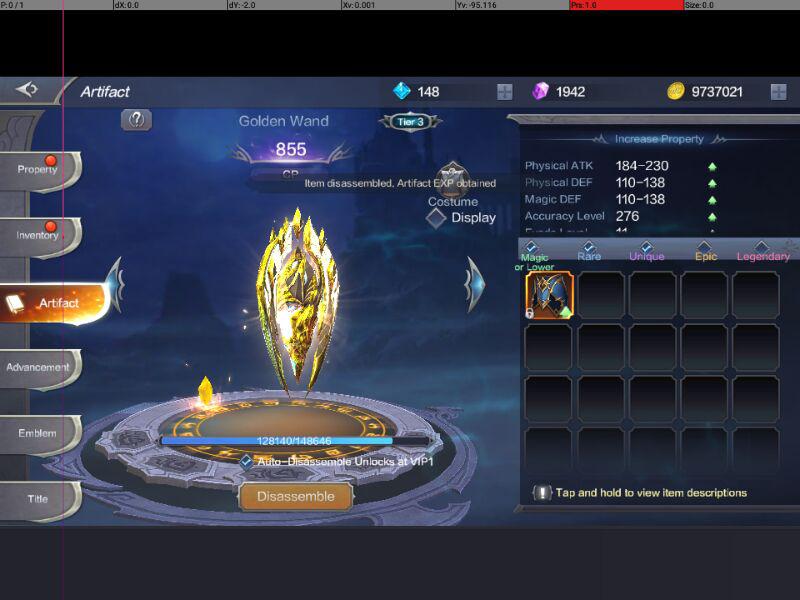 P: 0 / 1
dX: 0.0
dY: -2.0
Xv: 0.001
Yv: -95.116
Prs: 1.0
Size: 0.0
Artifact
148
1942
9737021
Golden Wand
Tier 3
855
CP
Item disassembled, Artifact EXP obtained
Costume
Display
Increase Property
Physical ATK 184-230
Physical DEF 110-138
Magic DEF 110-138
Accuracy Level 276
Magic or Lower
Rare
Unique
Epic
Legendary
Property
Inventory
Artifact
Advancement
Emblem
Title
128140/148646
Auto-Disassemble Unlocks at VIP1
Disassemble
Tap and hold to view item descriptions